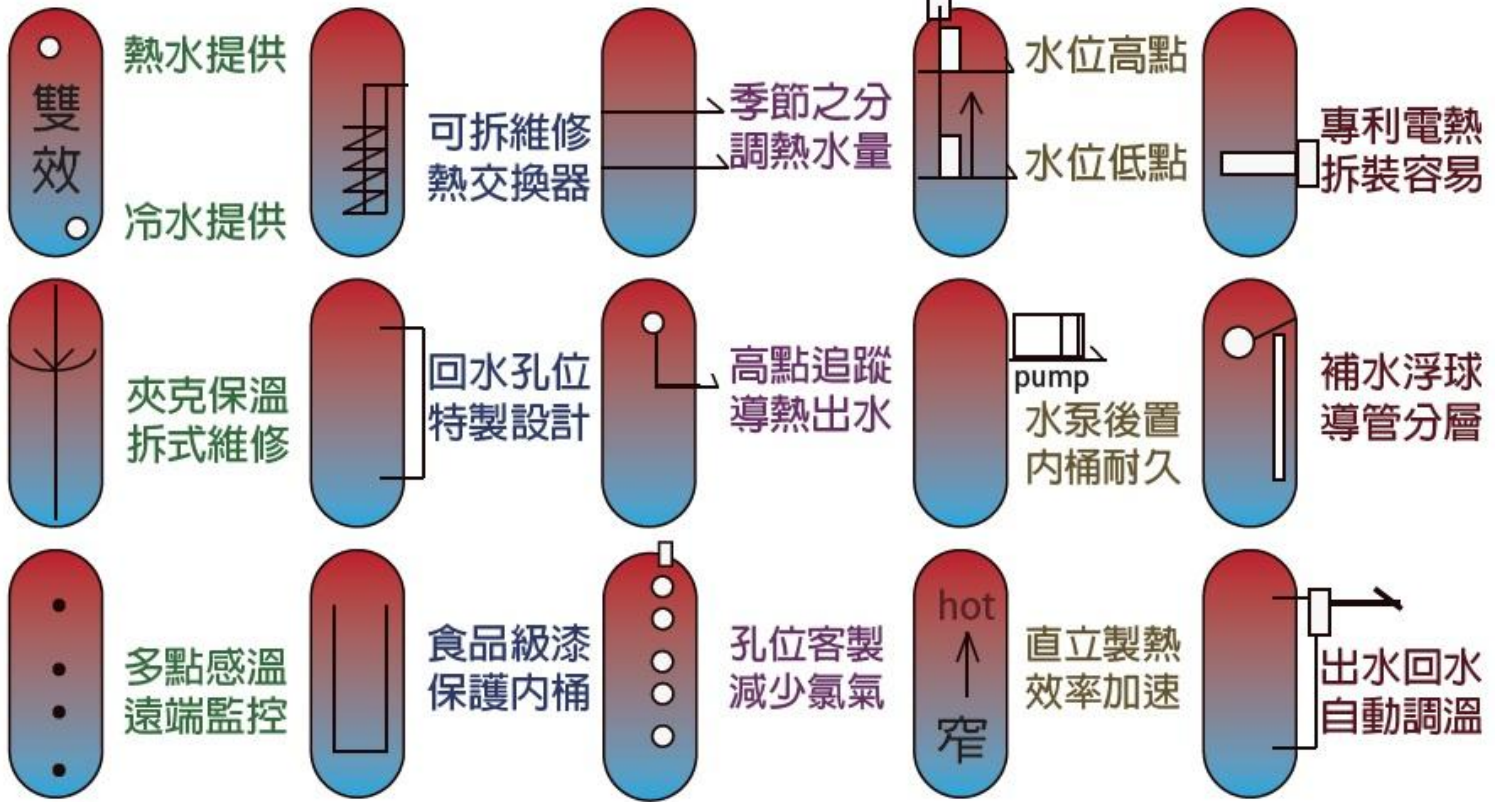 雙效
熱水提供
冷水提供
可拆維修
熱交換器
季節之分
調熱水量
水位高點
水位低點
專利電熱
拆裝容易
夾克保溫
拆式維修
回水孔位
特製設計
高點追蹤
導熱出水
pump
水泵後置
內桶耐久
補水浮球
導管分層
多點感溫
遠端監控
食品級漆
保護內桶
孔位客製
減少氯氣
hot
窄
直立製熱
效率加速
出水回水
自動調溫